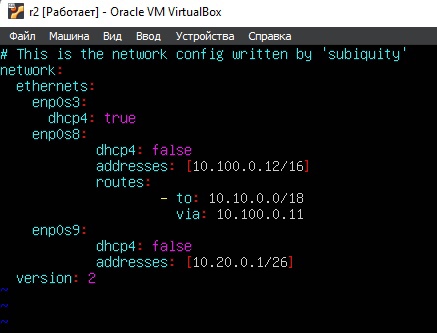 r2 [Работает] - Oracle VM VirtualBox
Файл Машина Вид Ввод Устройства Справка
# This is the network config written by 'subiquity'
network:
  ethernets:
    enp0s3:
      dhcp4: true
    enp0s8:
            dhcp4: false
            addresses: [10.100.0.12/16]
            routes:
                    - to: 10.10.0.0/18
                      via: 10.100.0.11
    enp0s9:
            dhcp4: false
            addresses: [10.20.0.1/26]
  version: 2
~
~
~